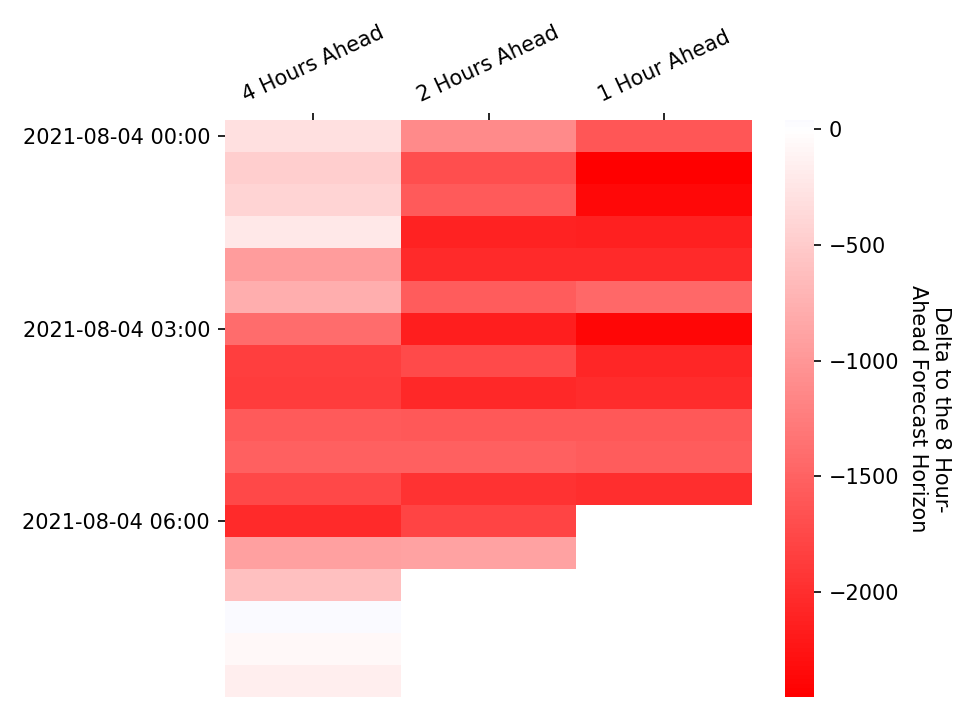 4 Hours Ahead
2 Hours Ahead
1 Hour Ahead
2021-08-04 00:00
2021-08-04 03:00
2021-08-04 06:00
0
−500
−1000
−1500
−2000
Delta to the 8 Hour-
Ahead Forecast Horizon